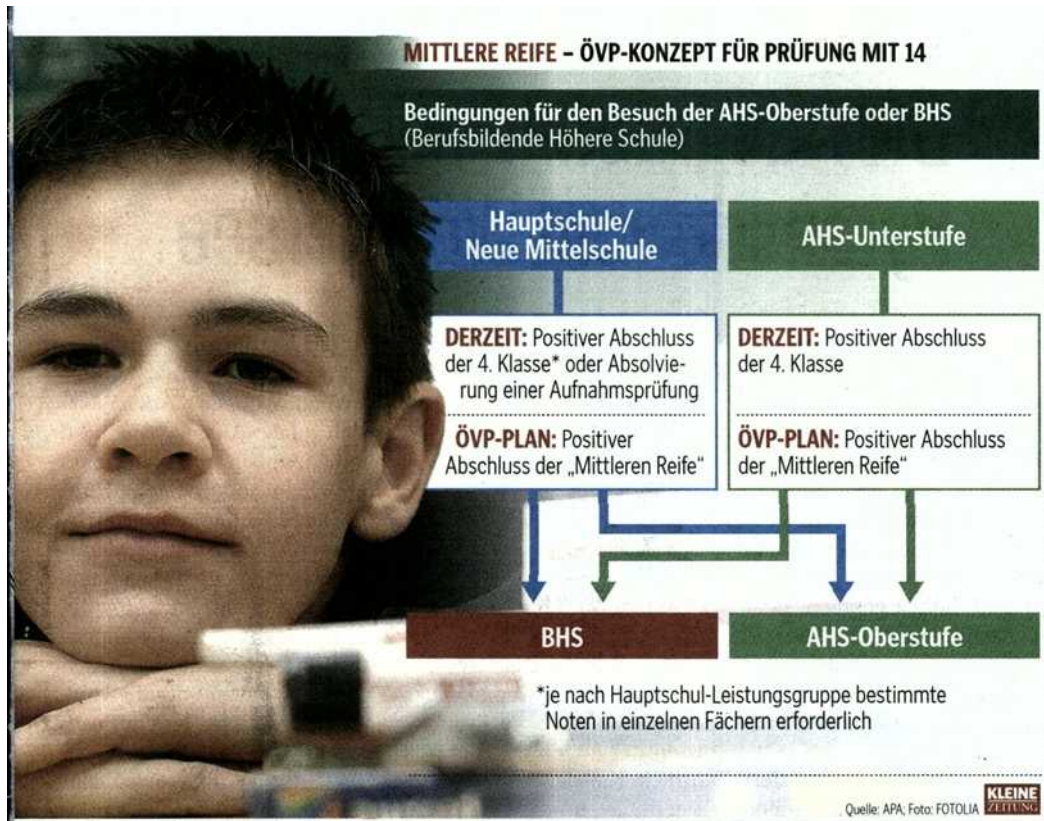 MITTLERE REIFE – ÖVP-KONZEPT FÜR PRÜFUNG MIT 14
Bedingungen für den Besuch der AHS-Oberstufe oder BHS
(Berufsbildende Höhere Schule)
Hauptschule/
Neue Mittelschule
DERZEIT: Positiver Abschluss
der 4. Klasse* oder Absolvie-
rung einer Aufnahmsprüfung
ÖVP-PLAN: Positiver
Abschluss der „Mittleren Reife“
AHS-Unterstufe
DERZEIT: Positiver Abschluss
der 4. Klasse
ÖVP-PLAN: Positiver Abschluss
der „Mittleren Reife“
BHS
AHS-Oberstufe
*je nach Hauptschul-Leistungsgruppe bestimmte
Noten in einzelnen Fächern erforderlich
Quelle: APA; Foto: FOTOLIA
KLEINE
ZEITUNG